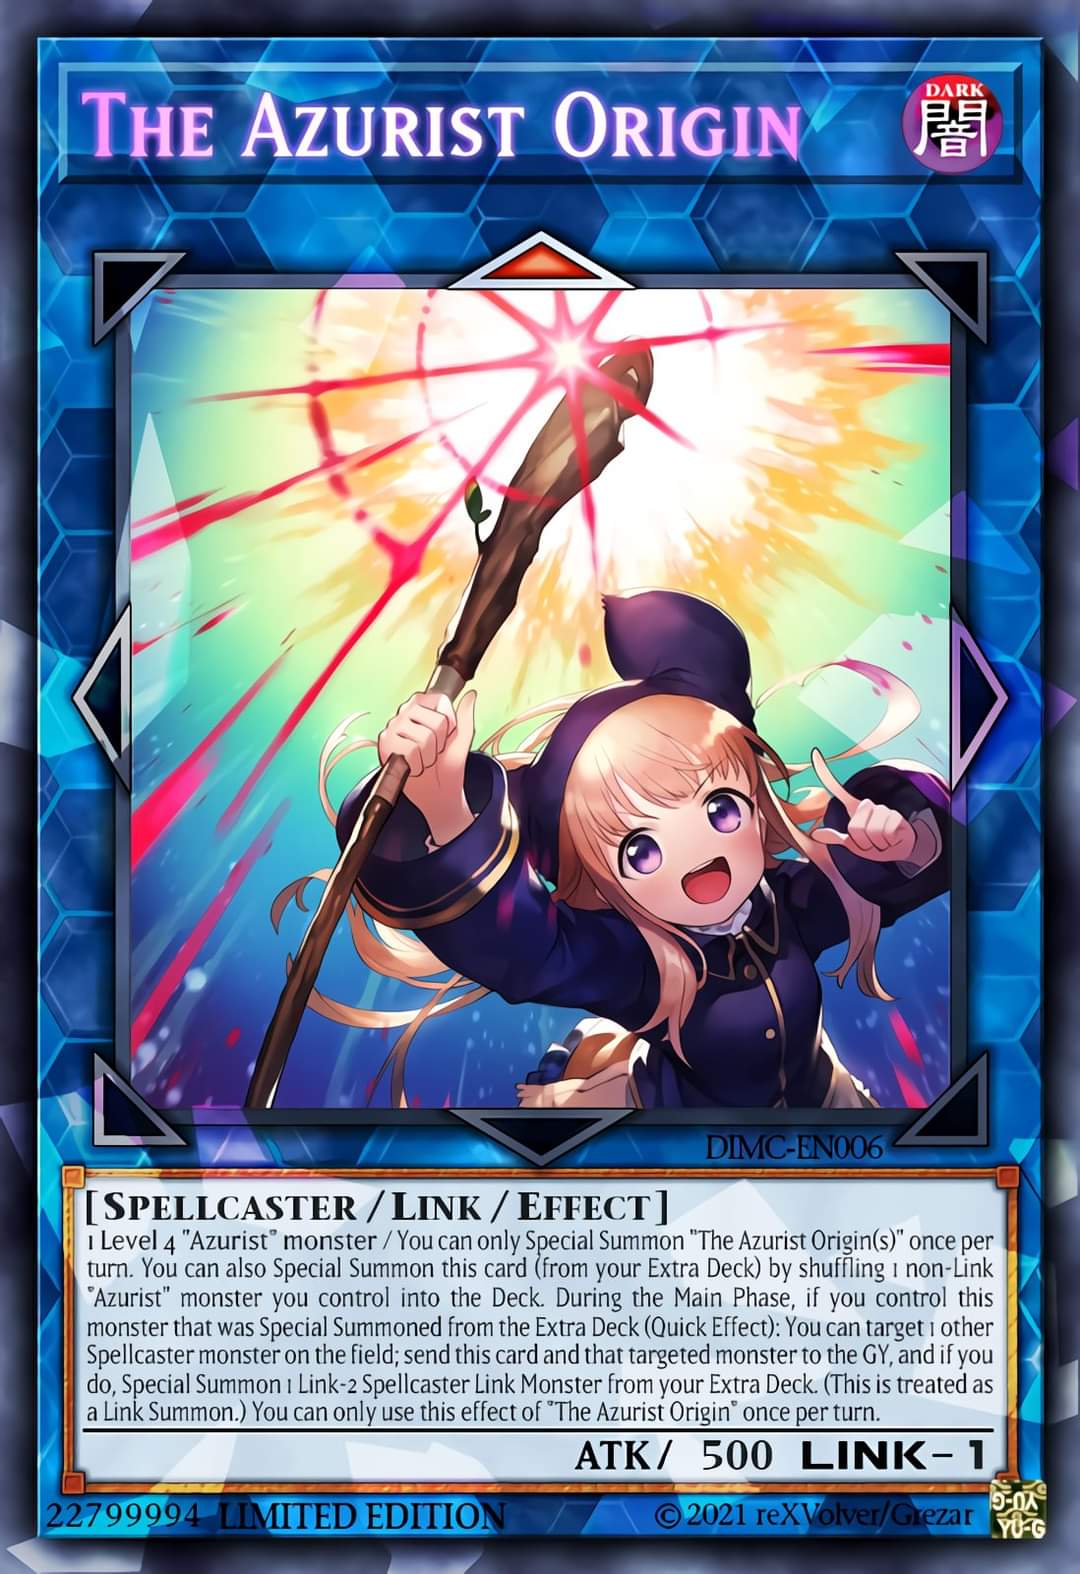 The Azurist Origin
DARK
闇
DIMC-EN006
[Spellcaster/Link/Effect]
1 Level 4 "Azurist" monster / You can only Special Summon "The Azurist Origin(s)" once per
turn. You can also Special Summon this card (from your Extra Deck) by shuffling 1 non-Link
"Azurist" monster you control into the Deck. During the Main Phase, if you control this
monster that was Special Summoned from the Extra Deck (Quick Effect): You can target 1 other
Spellcaster monster on the field; send this card and that targeted monster to the GY, and if you
do, Special Summon 1 Link-2 Spellcaster Link Monster from your Extra Deck. (This is treated as
a Link Summon.) You can only use this effect of "The Azurist Origin" once per turn.
ATK/ 500 LINK-1
22799994 LIMITED EDITION ©2021 reXVolver/Grezar